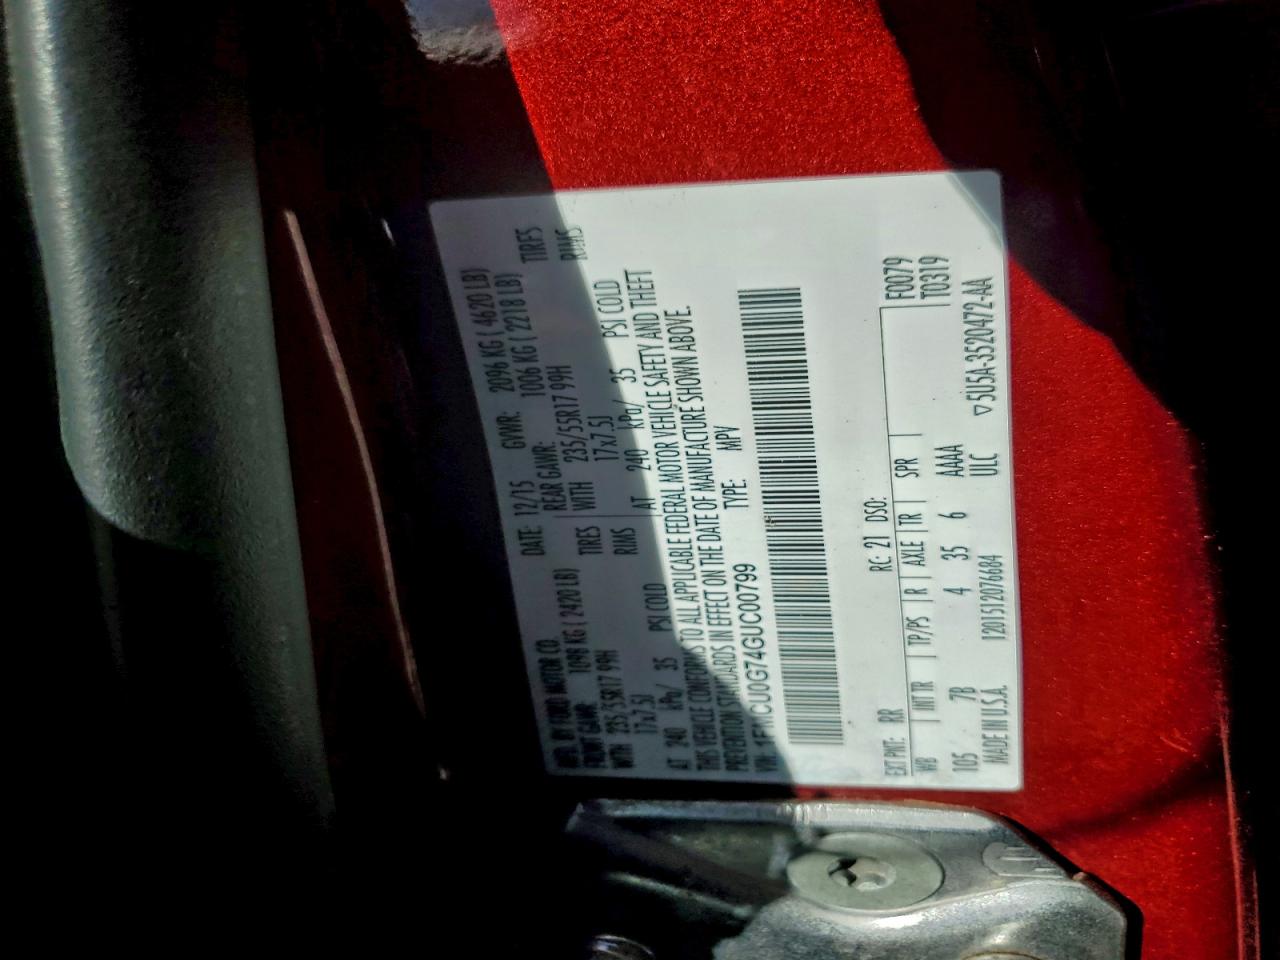 MFD. BY FORD MOTOR CO.
DATE: 12/15 GVWR: 2096 KG ( 4620 LB)
FRONT GAWR: 1098 KG ( 2420 LB)
REAR GAWR: 1006 KG ( 2218 LB)
WITH 235/55R17 99H TIRES
WITH 235/55R17 99H TIRES
17x7.5J RIMS
17x7.5J RIMS
AT 240 kPa/ 35 PSI COLD
AT 240 kPa/ 35 PSI COLD
THIS VEHICLE CONFORMS TO ALL APPLICABLE FEDERAL MOTOR VEHICLE SAFETY AND THEFT
PREVENTION STANDARDS IN EFFECT ON THE DATE OF MANUFACTURE SHOWN ABOVE.
VIN: 1FMCU0G74GUC00799 TYPE: MPV
EXT PNT: RR RC: 21 DSO: F0079
WB INT TR TP/PS R AXLE TR SPR T0319
105 7B 4 35 6 AAAA
MADE IN U.S.A. 120151207668​4 ULC ▽5U5A-3520472-AA